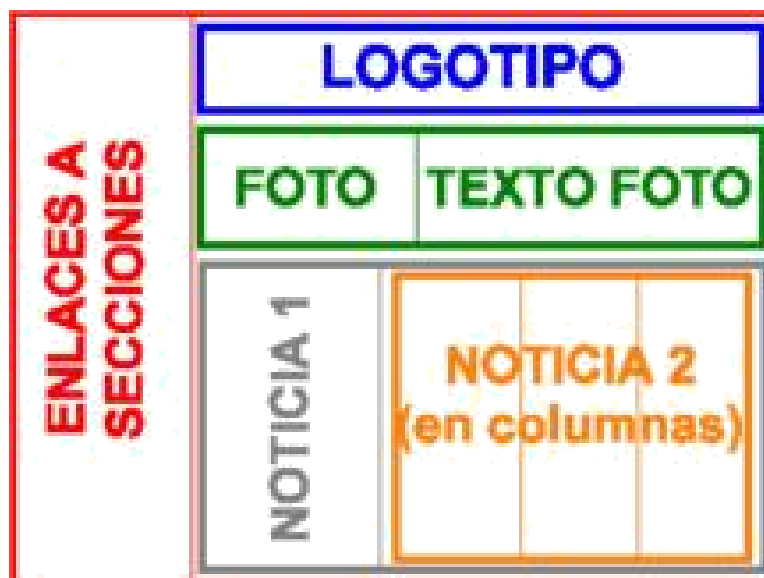 ENLACES A
SECCIONES
LOGOTIPO
FOTO
TEXTO FOTO
NOTICIA 1
NOTICIA 2
(en columnas)